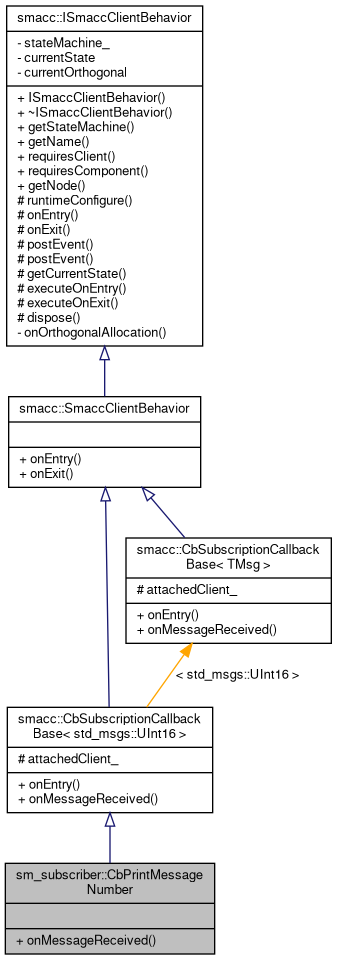 smacc::ISmaccClientBehavior
- stateMachine_
- currentState
- currentOrthogonal
+ ISmaccClientBehavior()
+ ~ISmaccClientBehavior()
+ getStateMachine()
+ getName()
+ requiresClient()
+ requiresComponent()
+ getNode()
# runtimeConfigure()
# onEntry()
# onExit()
# postEvent()
# postEvent()
# getCurrentState()
# executeOnEntry()
# executeOnExit()
# dispose()
- onOrthogonalAllocation()
smacc::SmaccClientBehavior
+ onEntry()
+ onExit()
smacc::CbSubscriptionCallback
Base< TMsg >
# attachedClient_
+ onEntry()
+ onMessageReceived()
< std_msgs::UInt16 >
smacc::CbSubscriptionCallback
Base< std_msgs::UInt16 >
# attachedClient_
+ onEntry()
+ onMessageReceived()
sm_subscriber::CbPrintMessage
Number
+ onMessageReceived()